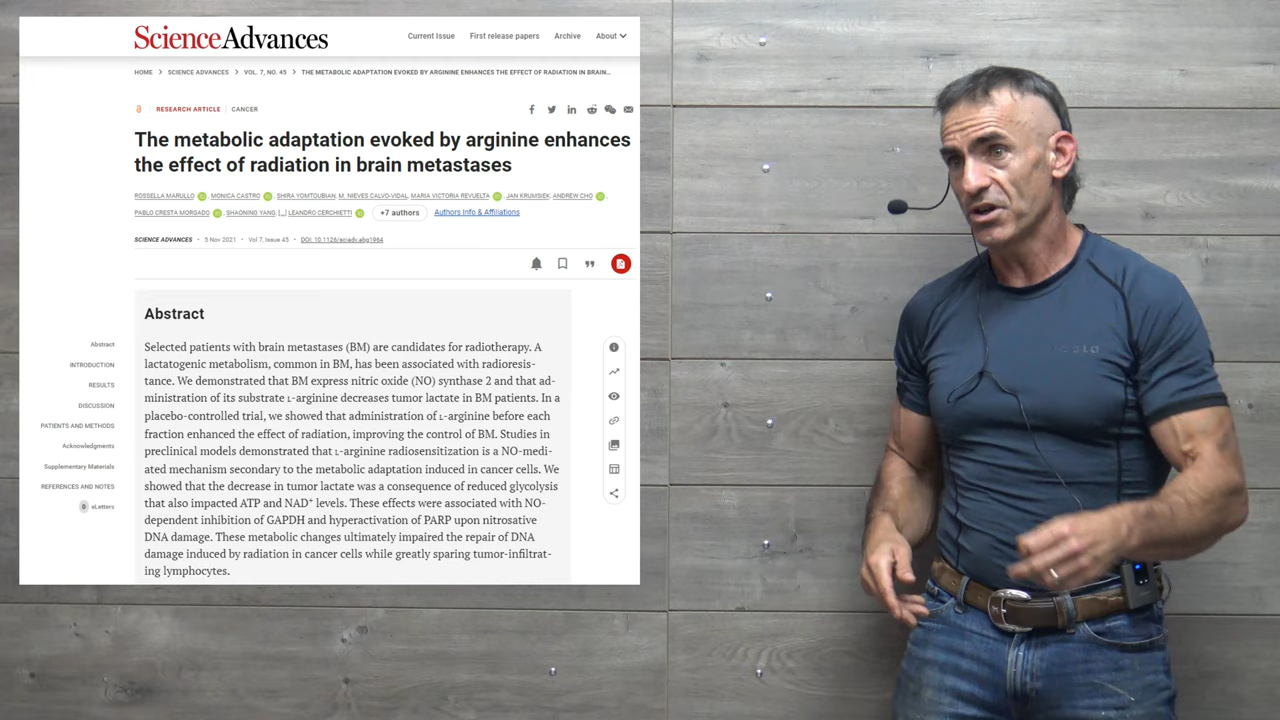 ScienceAdvances
Current Issue First release papers Archive About
HOME > SCIENCE ADVANCES > VOL. 7, NO. 45 > THE METABOLIC ADAPTATION EVOKED BY ARGININE ENHANCES THE EFFECT OF RADIATION IN BRAIN...
RESEARCH ARTICLE CANCER
The metabolic adaptation evoked by arginine enhances
the effect of radiation in brain metastases
ROSSELLA MARULLO, MONICA CASTRO, SHIRA YOMTOUBIAN, M. NIEVES CALVO-VIDAL, MARIA VICTORIA REVUELTA, JAN KRUMSIEK, ANDREW CHO,
PABLO CRESTA MORGADO, SHAONING YANG, [...] LEANDRO CERCHIETTI +7 authors Authors Info & Affiliations
SCIENCE ADVANCES • 5 Nov 2021 • Vol 7, Issue 45 • DOI: 10.1126/sciadv.abg1964
Abstract
Selected patients with brain metastases (BM) are candidates for radiotherapy. A
lactatogenic metabolism, common in BM, has been associated with radioresis-
tance. We demonstrated that BM express nitric oxide (NO) synthase 2 and that ad-
ministration of its substrate L-arginine decreases tumor lactate in BM patients. In a
placebo-controlled trial, we showed that administration of L-arginine before each
fraction enhanced the effect of radiation, improving the control of BM. Studies in
preclinical models demonstrated that L-arginine radiosensitization is a NO-medi-
ated mechanism secondary to the metabolic adaptation induced in cancer cells. We
showed that the decrease in tumor lactate was a consequence of reduced glycolysis
that also impacted ATP and NAD+ levels. These effects were associated with NO-
dependent inhibition of GAPDH and hyperactivation of PARP upon nitrosative
DNA damage. These metabolic changes ultimately impaired the repair of DNA
damage induced by radiation in cancer cells while greatly sparing tumor-infiltrat-
ing lymphocytes.
Abstract
INTRODUCTION
RESULTS
DISCUSSION
PATIENTS AND METHODS
Acknowledgments
Supplementary Materials
REFERENCES AND NOTES
0 eLetters